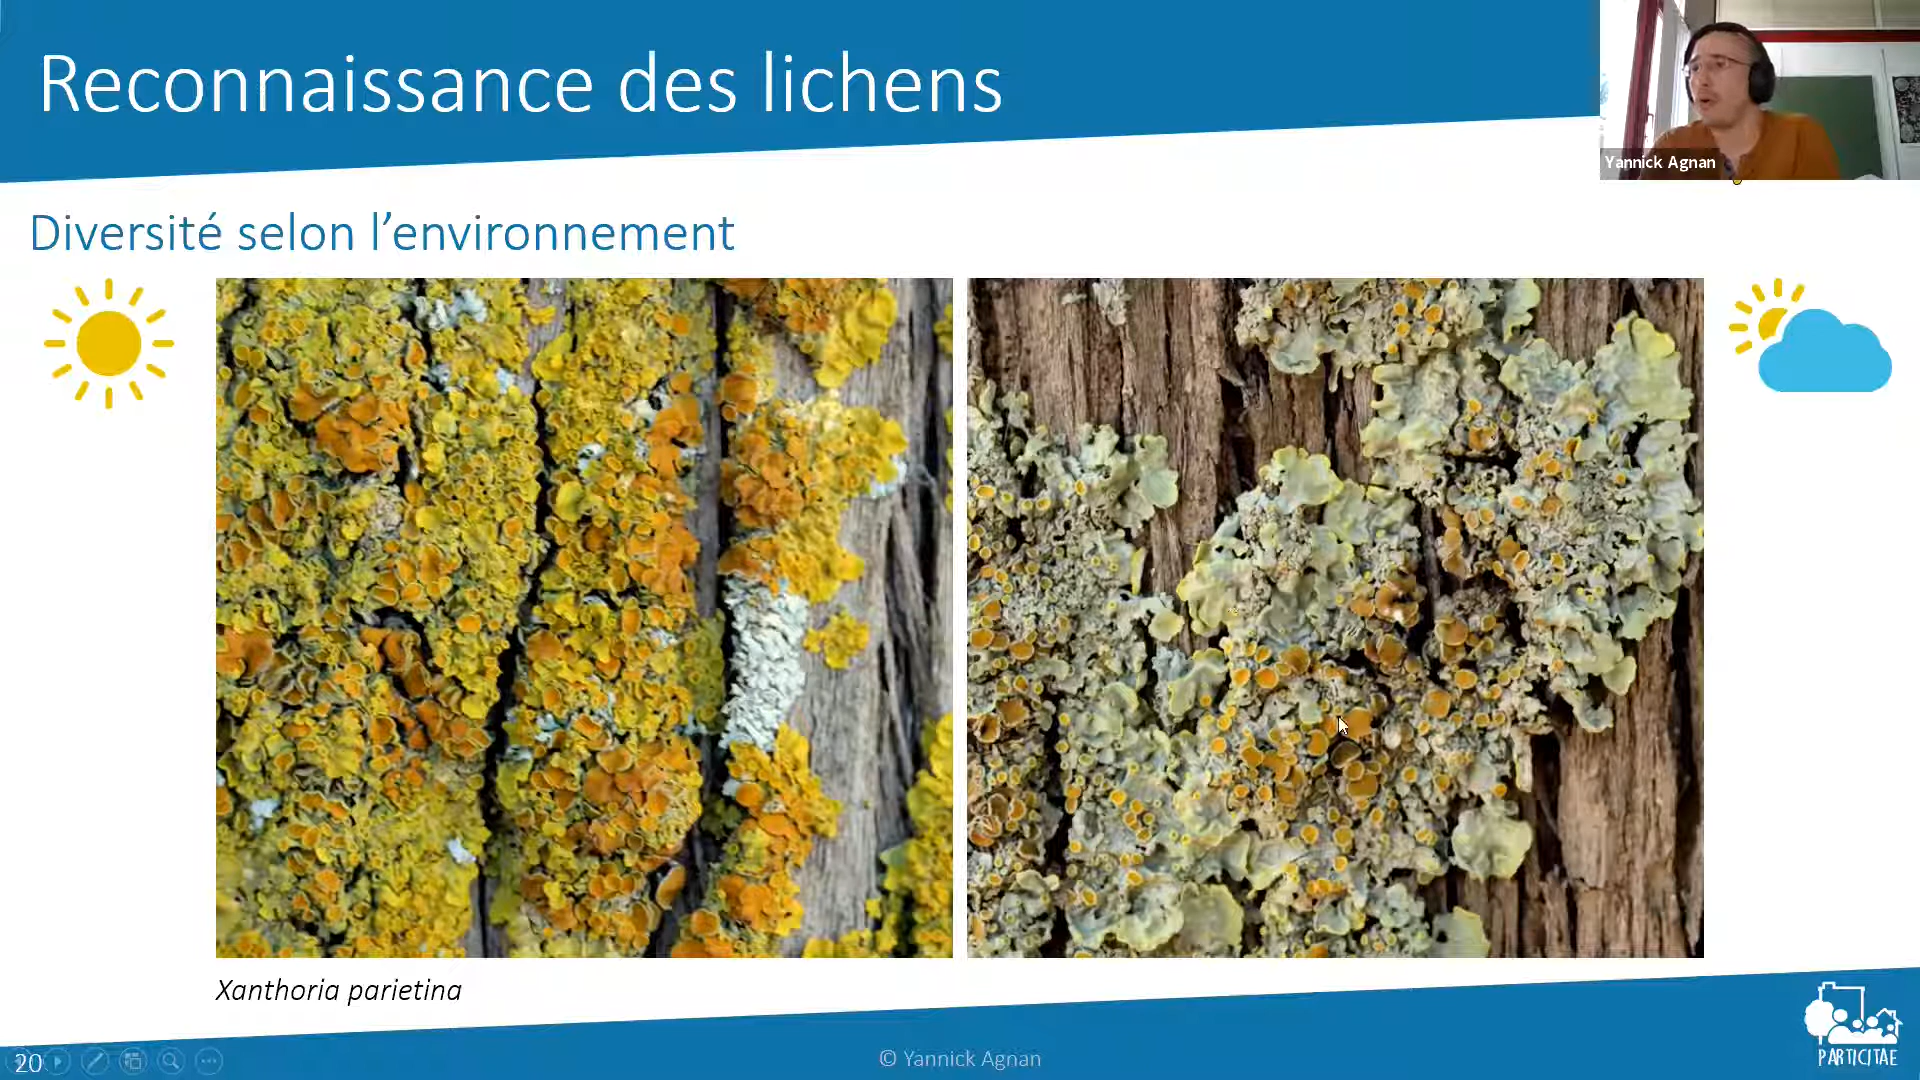 Reconnaissance des lichens
Yannick Agnan
Diversité selon l’environnement
Xanthoria parietina
20
© Yannick Agnan
PARTICITAE